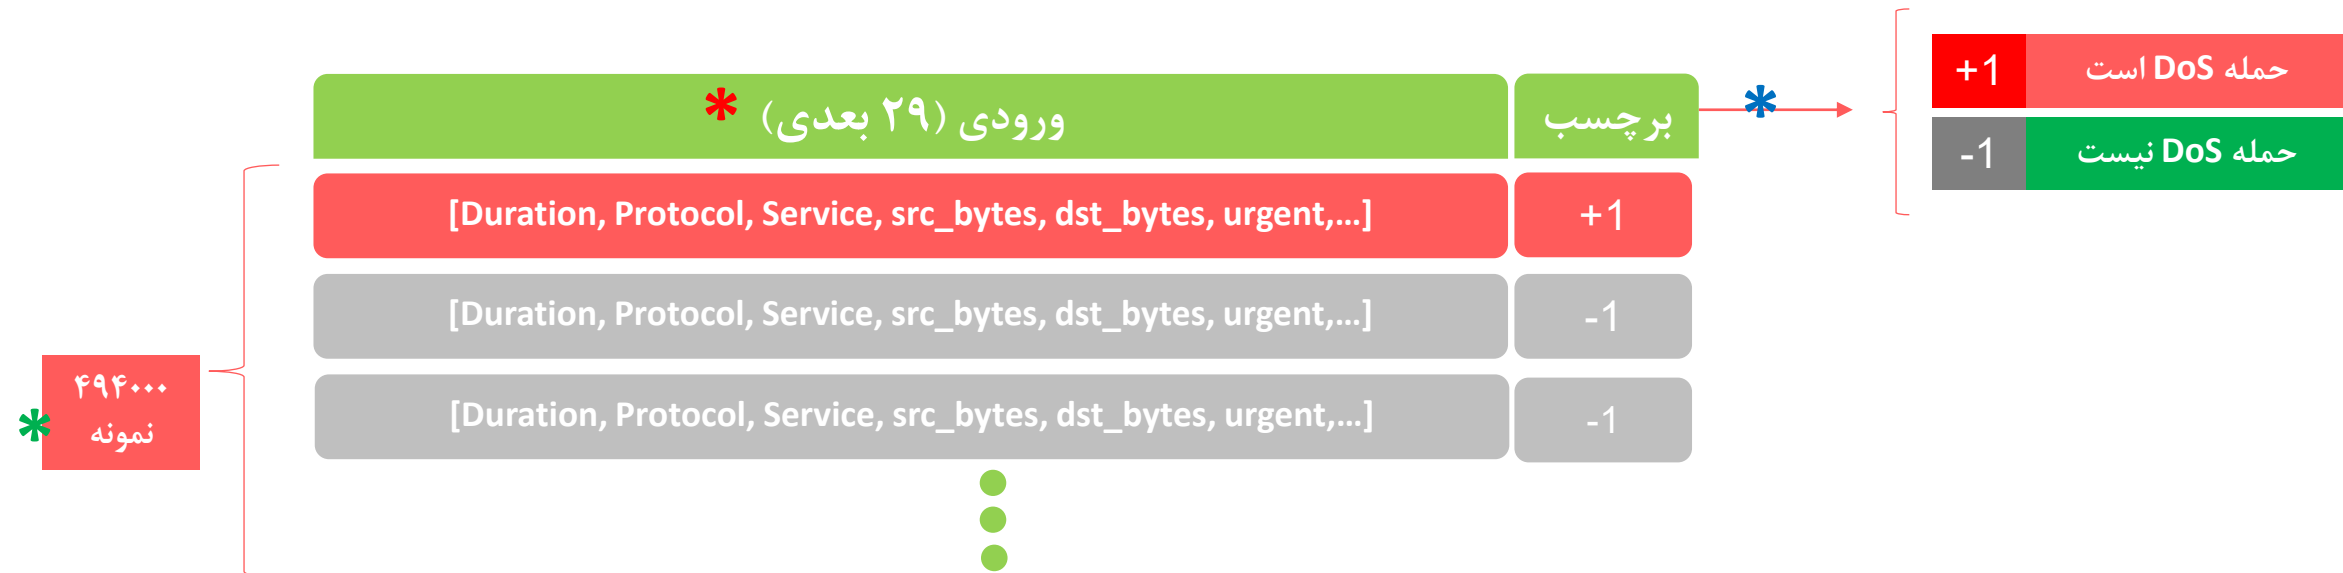 ورودی (۲۹ بعدی) *
برچسب
*
+1
حمله DoS است
-1
حمله DoS نیست
[Duration, Protocol, Service, src_bytes, dst_bytes, urgent,...]
+1
[Duration, Protocol, Service, src_bytes, dst_bytes, urgent,...]
-1
[Duration, Protocol, Service, src_bytes, dst_bytes, urgent,...]
-1
۴۹۴۰۰۰
نمونه
*